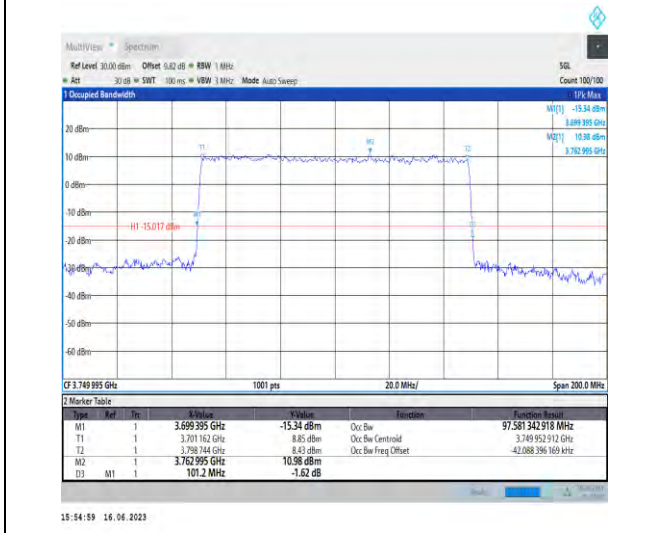 MultiView Spectrum
Ref Level 30.00 dBm Offset 0.82 dB RBW 1 MHz SGL
Att 30 dB SWT 100 ms VBW 3 MHz Mode Auto Sweep Count 100/100
1 Occupied Bandwidth 1Pk Max
M1[1] -15.34 dBm
3.699 395 GHz
M2[1] 10.98 dBm
3.762 995 GHz
20 dBm
M2
T1 T2
10 dBm
0 dBm
-10 dBm
M1
H1 -15.017 dBm
D3
-20 dBm
-30 dBm
-40 dBm
-50 dBm
-60 dBm
CF 3.749 995 GHz 1001 pts 20.0 MHz/ Span 200.0 MHz
2 Marker Table
Type Ref Trc X-Value Y-Value Function Function Result
M1 1 3.699 395 GHz -15.34 dBm Occ Bw 97.581 342 918 MHz
T1 1 3.701 162 GHz 8.85 dBm Occ Bw Centroid 3.749 952 912 GHz
T2 1 3.798 744 GHz 8.43 dBm Occ Bw Freq Offset -42.088 396 169 kHz
M2 1 3.762 995 GHz 10.98 dBm
D3 M1 1 101.2 MHz -1.62 dB
15:54:59 16.06.2023